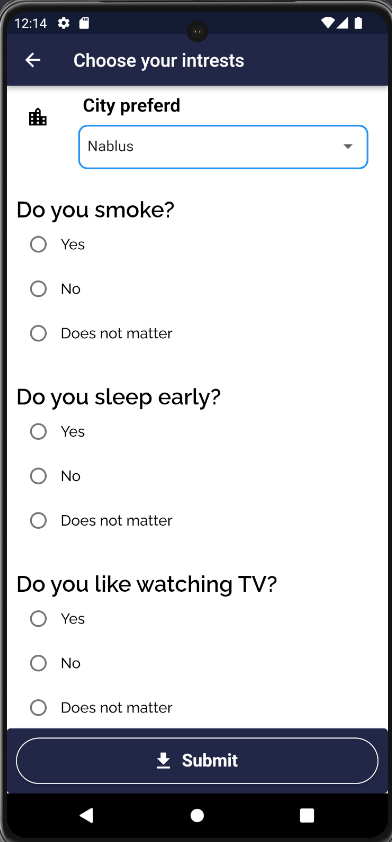 12:14
Choose your intrests
City preferd
Nablus
Do you smoke?
Yes
No
Does not matter
Do you sleep early?
Yes
No
Does not matter
Do you like watching TV?
Yes
No
Does not matter
Submit